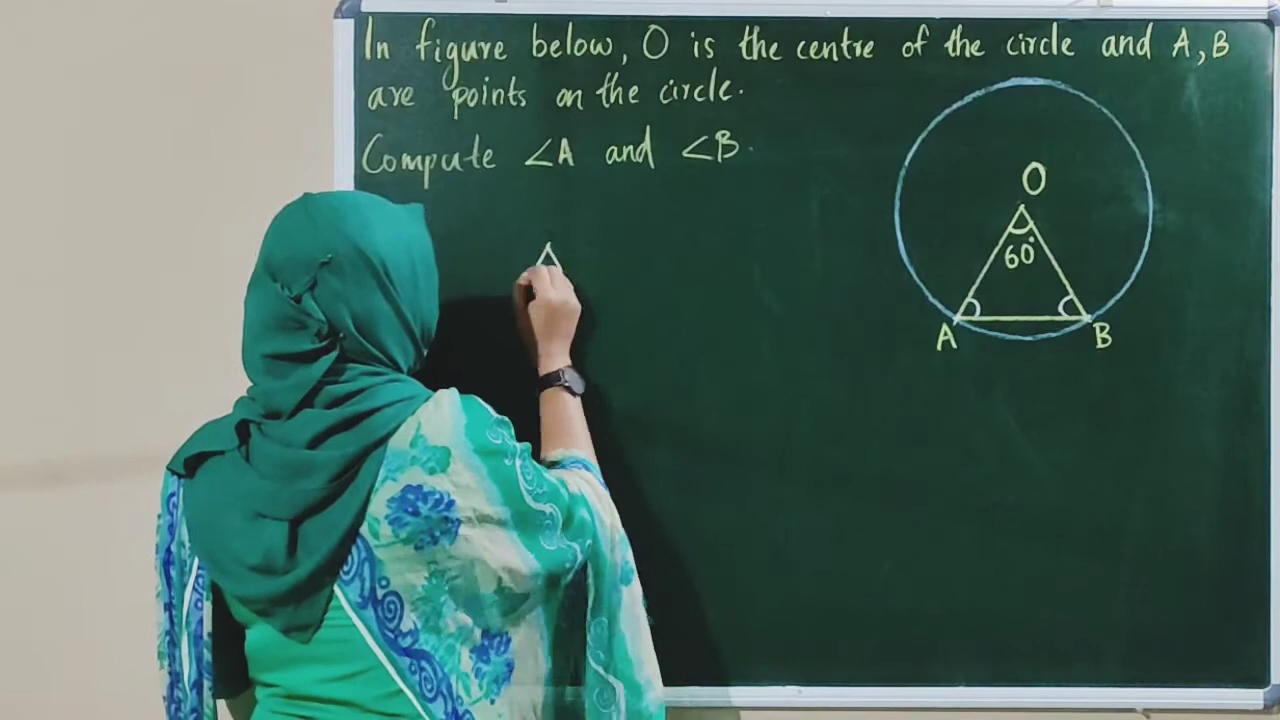 In figure below, O is the centre of the circle and A, B
are points on the circle.
Compute ∠A and ∠B.
O
60°
A
B